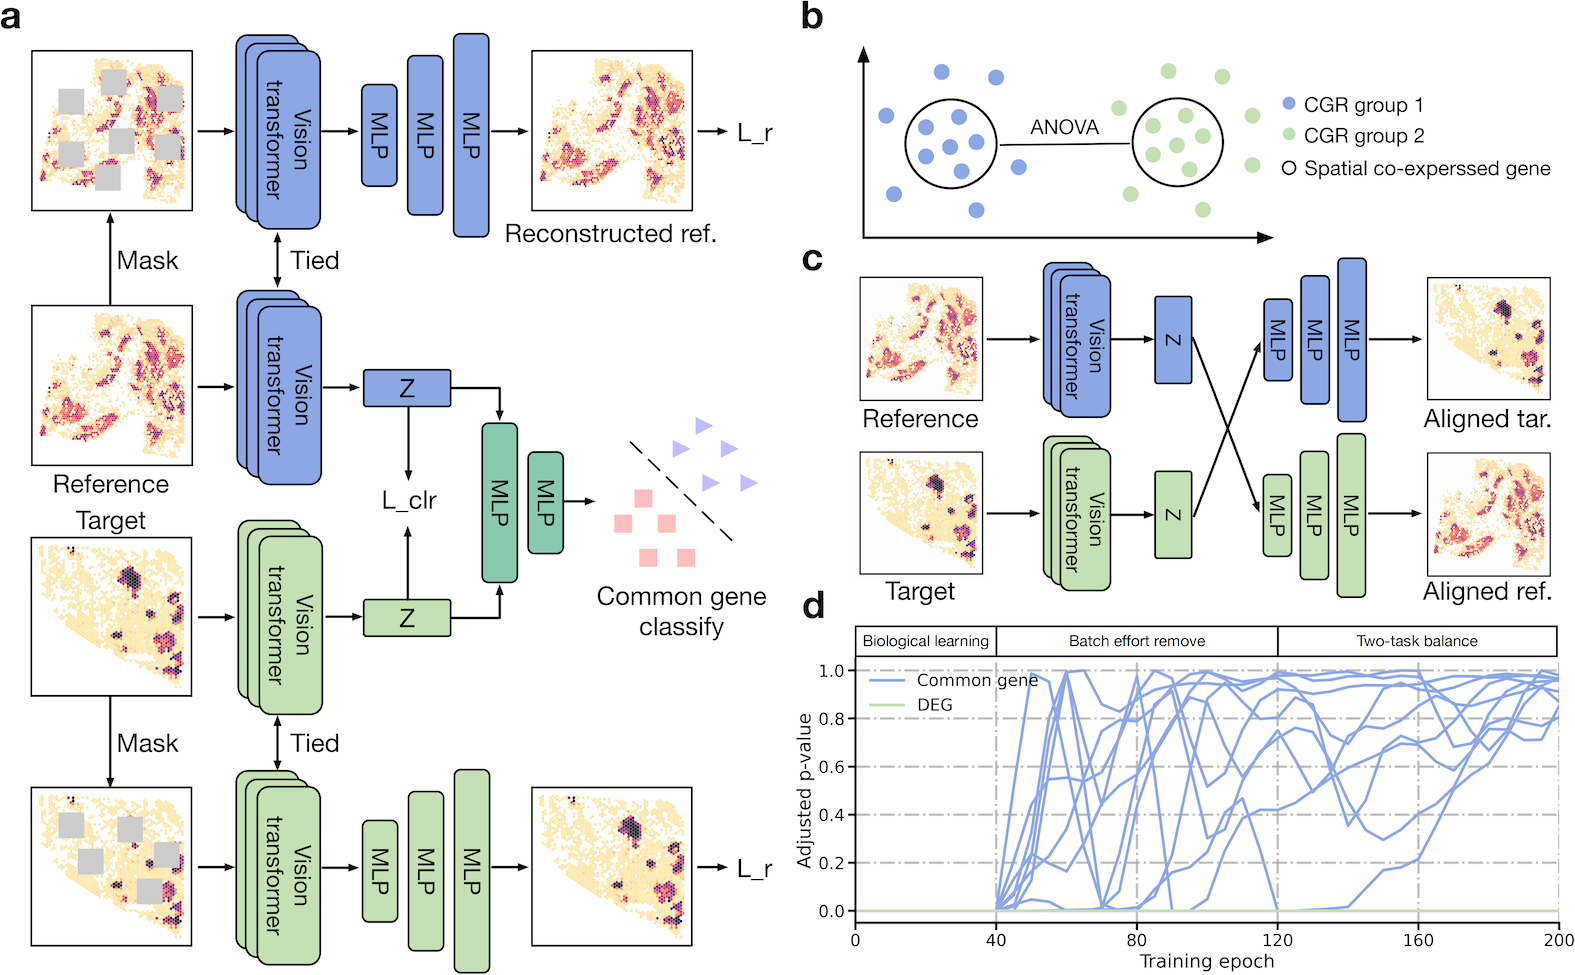 a
Vision
transformer
MLP
MLP
MLP
L_r
Reconstructed ref.
Mask
Tied
Vision
transformer
Z
Reference
L_clr
MLP
MLP
Common gene
classify
Target
Vision
transformer
Z
Mask
Tied
Vision
transformer
MLP
MLP
MLP
L_r
b
ANOVA
CGR group 1
CGR group 2
Spatial co-experssed gene
c
Reference
Vision
transformer
Z
MLP
MLP
MLP
Aligned tar.
Target
Vision
transformer
Z
MLP
MLP
MLP
Aligned ref.
d
Biological learning
Batch effort remove
Two-task balance
Common gene
DEG
Adjusted p-value
1.0
0.8
0.6
0.4
0.2
0.0
0
40
80
120
160
200
Training epoch